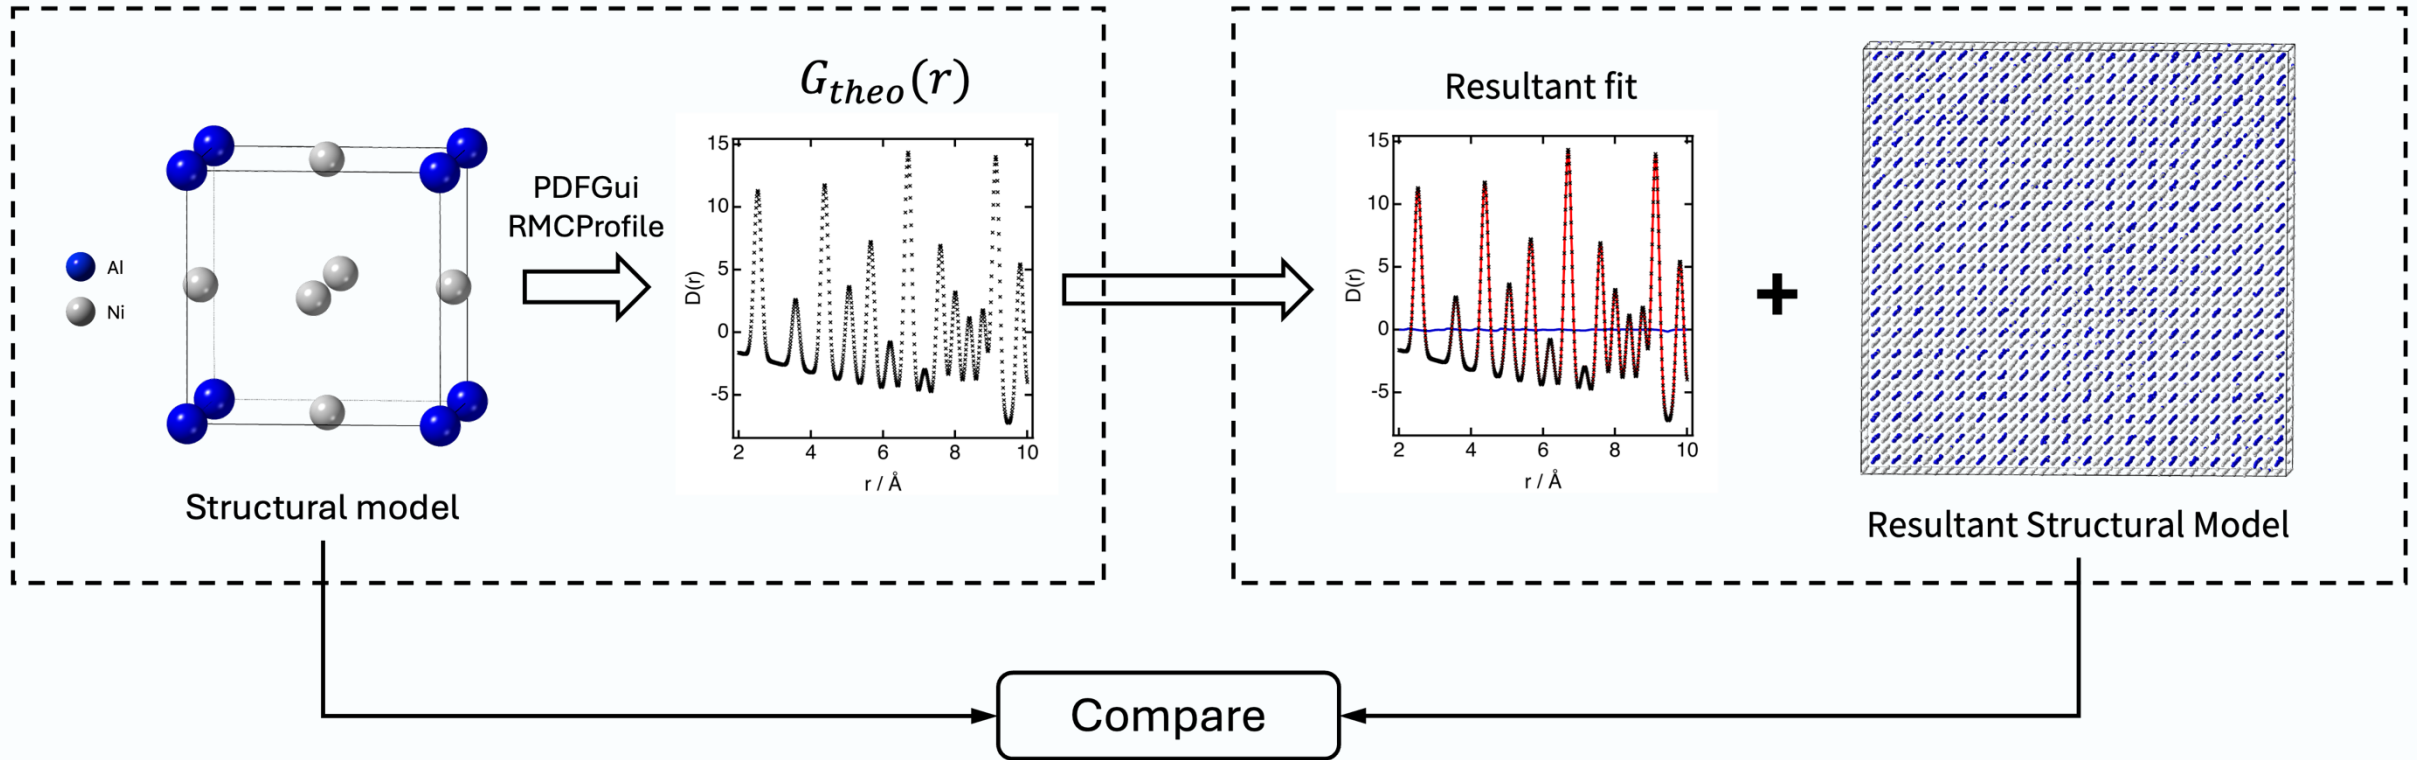 Al
Ni
Structural model
PDFGui
RMCProfile
G_theo(r)
15
10
5
0
-5
D(r)
2 4 6 8 10
r / Å
Resultant fit
15
10
5
0
-5
D(r)
2 4 6 8 10
r / Å
+
Resultant Structural Model
Compare